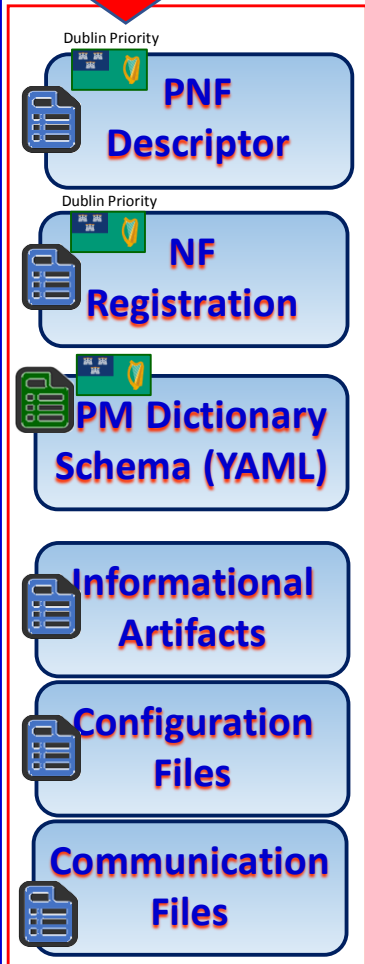 Dublin Priority
PNF
Descriptor
Dublin Priority
NF
Registration
PM Dictionary
Schema (YAML)
Informational
Artifacts
Configuration
Files
Communication
Files